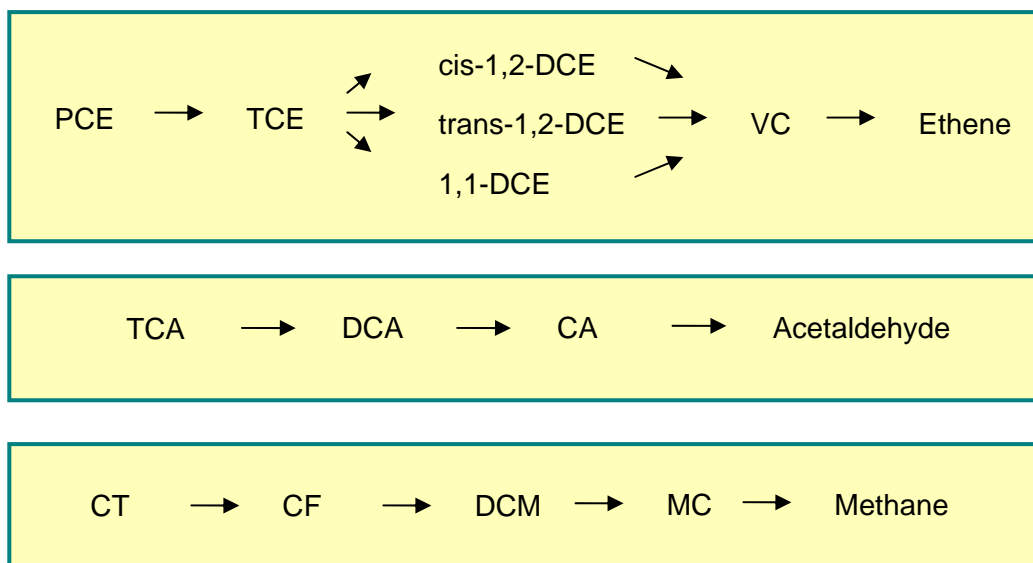 cis-1,2-DCE
PCE TCE trans-1,2-DCE VC Ethene
1,1-DCE
TCA DCA CA Acetaldehyde
CT CF DCM MC Methane